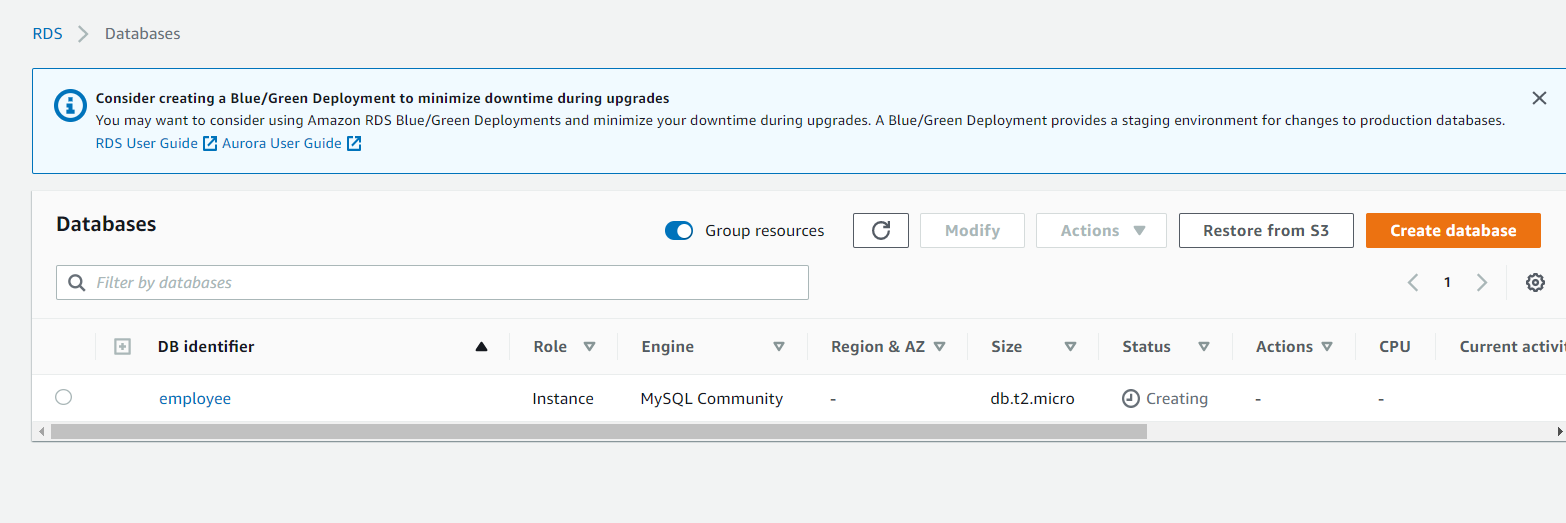 RDS > Databases
Consider creating a Blue/Green Deployment to minimize downtime during upgrades
You may want to consider using Amazon RDS Blue/Green Deployments and minimize your downtime during upgrades. A Blue/Green Deployment provides a staging environment for changes to production databases.
RDS User Guide Aurora User Guide
Databases Group resources Modify Actions Restore from S3 Create database
Filter by databases 1
DB identifier Role Engine Region & AZ Size Status Actions CPU Current activit
employee Instance MySQL Community - db.t2.micro Creating - -